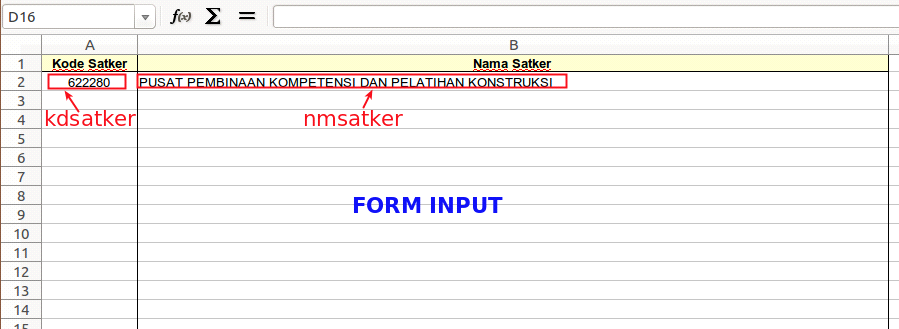 D16 f(x) Σ =
A B
1 Kode Satker Nama Satker
2 622280 PUSAT PEMBINAAN KOMPETENSI DAN PELATIHAN KONSTRUKSI
3
kdsatker nmsatker
4
5
6
7
8
FORM INPUT
9
10
11
12
13
14
15